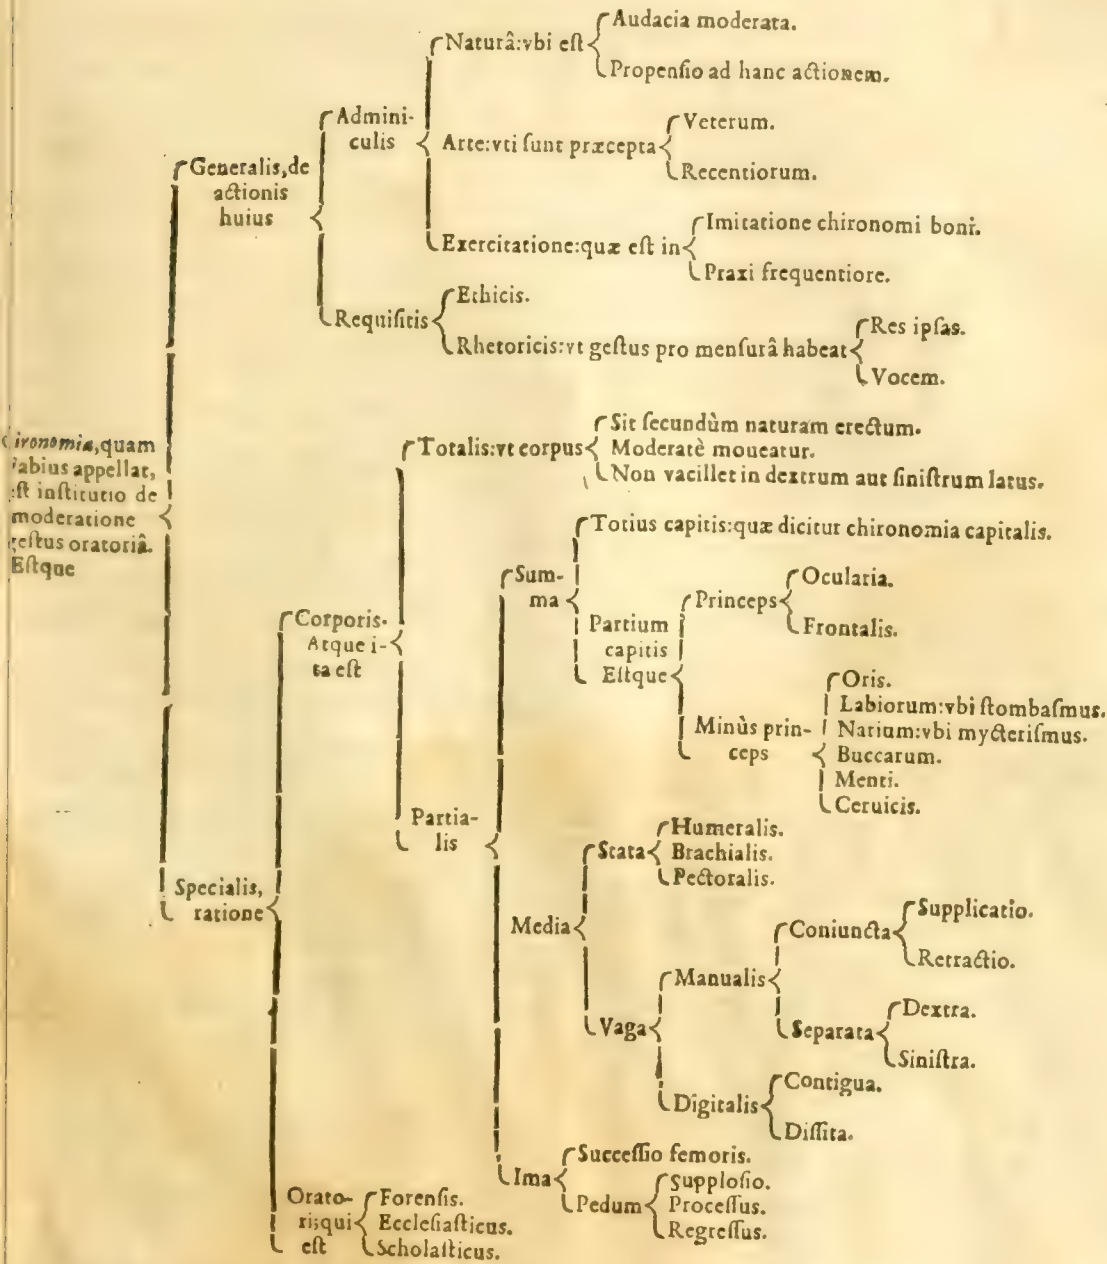 ironomia,quam
abius appellat,
est institutio de
moderatione
gestus oratoriâ.
Estque
Generalis,de
actionis
huius
Admini-
culis
Naturâ:vbi est
Audacia moderata.
Propensio ad hanc actionem.
Arte:vti sunt præcepta
Veterum.
Recentiorum.
Exercitatione:quæ est in
Imitatione chironomi boni.
Praxi frequentiore.
Requisitis
Ethicis.
Rhetoricis:vt gestus pro mensurâ habeat
Res ipsas.
Vocem.
Specialis,
ratione
Corporis.
Atque i-
ta est
Totalis:vt corpus
Sit secundùm naturam erectum.
Moderatè moueatur.
Non vacillet in dextrum aut sinistrum latus.
Partia-
lis
Sum-
ma
Totius capitis:quæ dicitur chironomia capitalis.
Partium
capitis
Estque
Princeps
Ocularia.
Frontalis.
Minùs prin-
ceps
Oris.
Labiorum:vbi stombasmus.
Narium:vbi mycterismus.
Buccarum.
Menti.
Ceruicis.
Media
Stata
Humeralis.
Brachialis.
Pectoralis.
Vaga
Manualis
Coniuncta
Supplicatio.
Retractio.
Separata
Dextra.
Sinistra.
Digitalis
Contigua.
Dissita.
Ima
Successio femoris.
Pedum
Supplosio.
Processus.
Regressus.
Orato-
ri;qui
est
Forensis.
Ecclesiasticus.
Scholasticus.